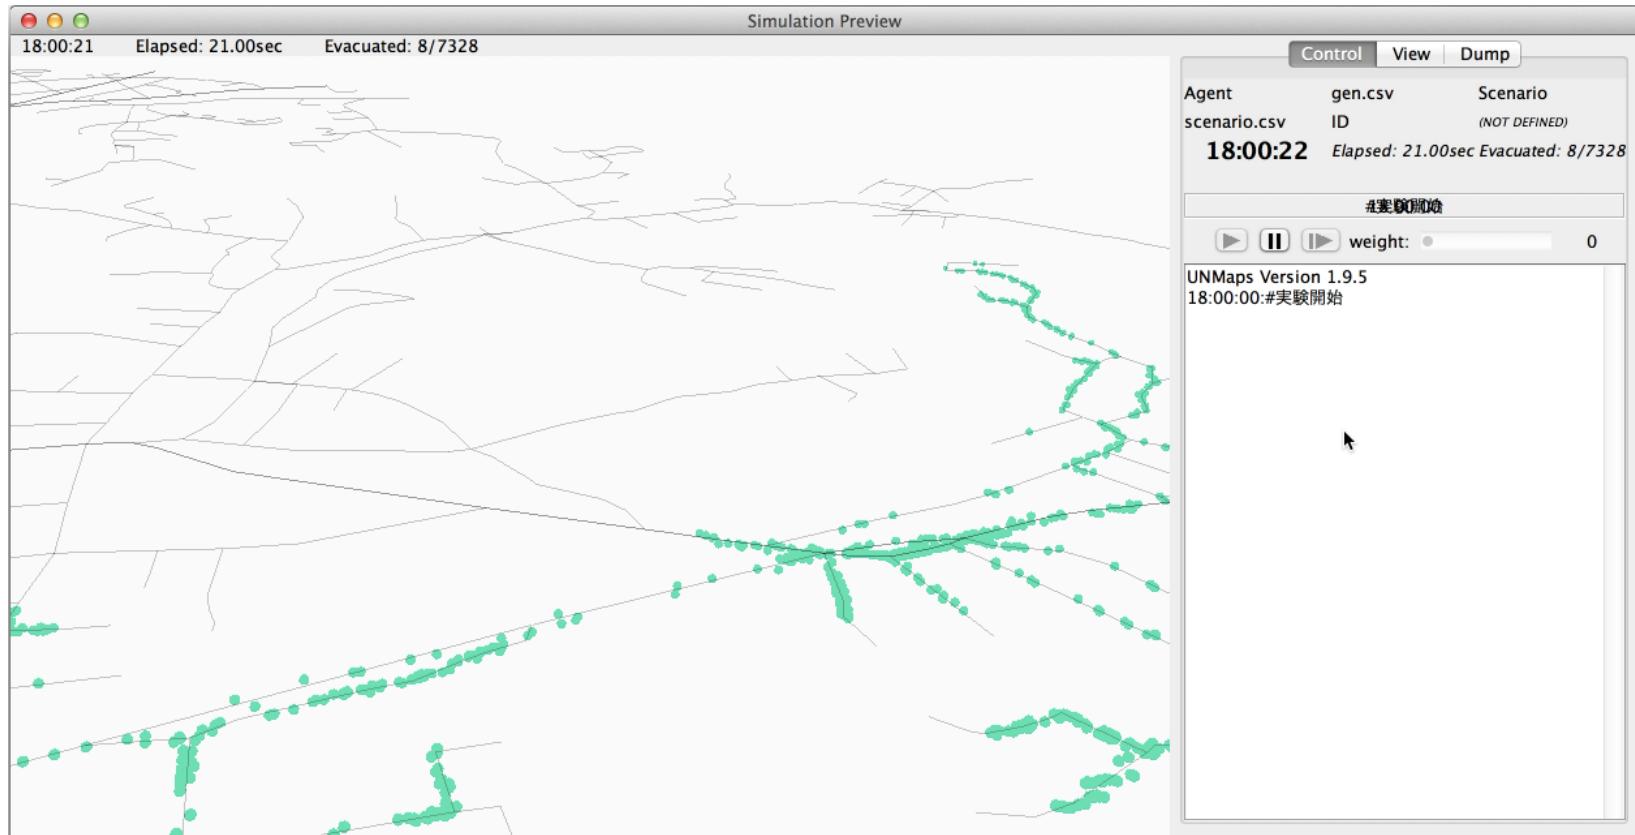 Simulation Preview
18:00:21 Elapsed: 21.00sec Evacuated: 8/7328
Control View Dump
Agent gen.csv Scenario
scenario.csv ID (NOT DEFINED)
18:00:22 Elapsed: 21.00sec Evacuated: 8/7328
weight: 0
UNMaps Version 1.9.5
18:00:00:#実験開始